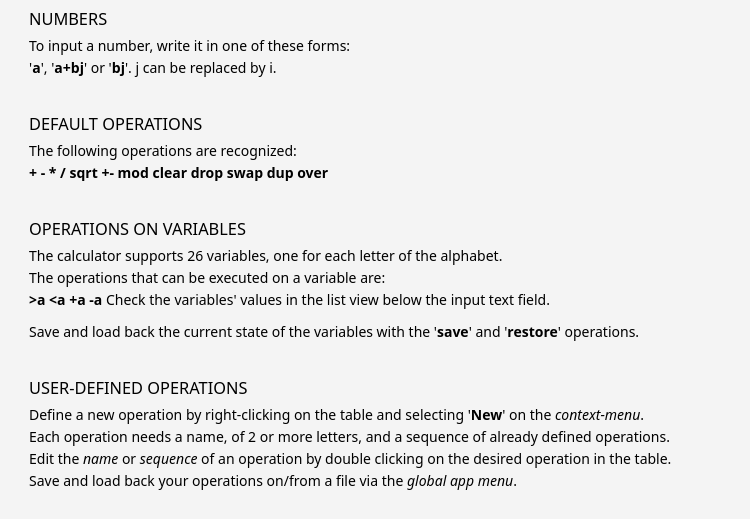 NUMBERS
To input a number, write it in one of these forms:
'a', 'a+bj' or 'bj'. j can be replaced by i.
DEFAULT OPERATIONS
The following operations are recognized:
+ - * / sqrt +- mod clear drop swap dup over
OPERATIONS ON VARIABLES
The calculator supports 26 variables, one for each letter of the alphabet.
The operations that can be executed on a variable are:
>a <a +a -a Check the variables' values in the list view below the input text field.
Save and load back the current state of the variables with the 'save' and 'restore' operations.
USER-DEFINED OPERATIONS
Define a new operation by right-clicking on the table and selecting 'New' on the context-menu.
Each operation needs a name, of 2 or more letters, and a sequence of already defined operations.
Edit the name or sequence of an operation by double clicking on the desired operation in the table.
Save and load back your operations on/from a file via the global app menu.